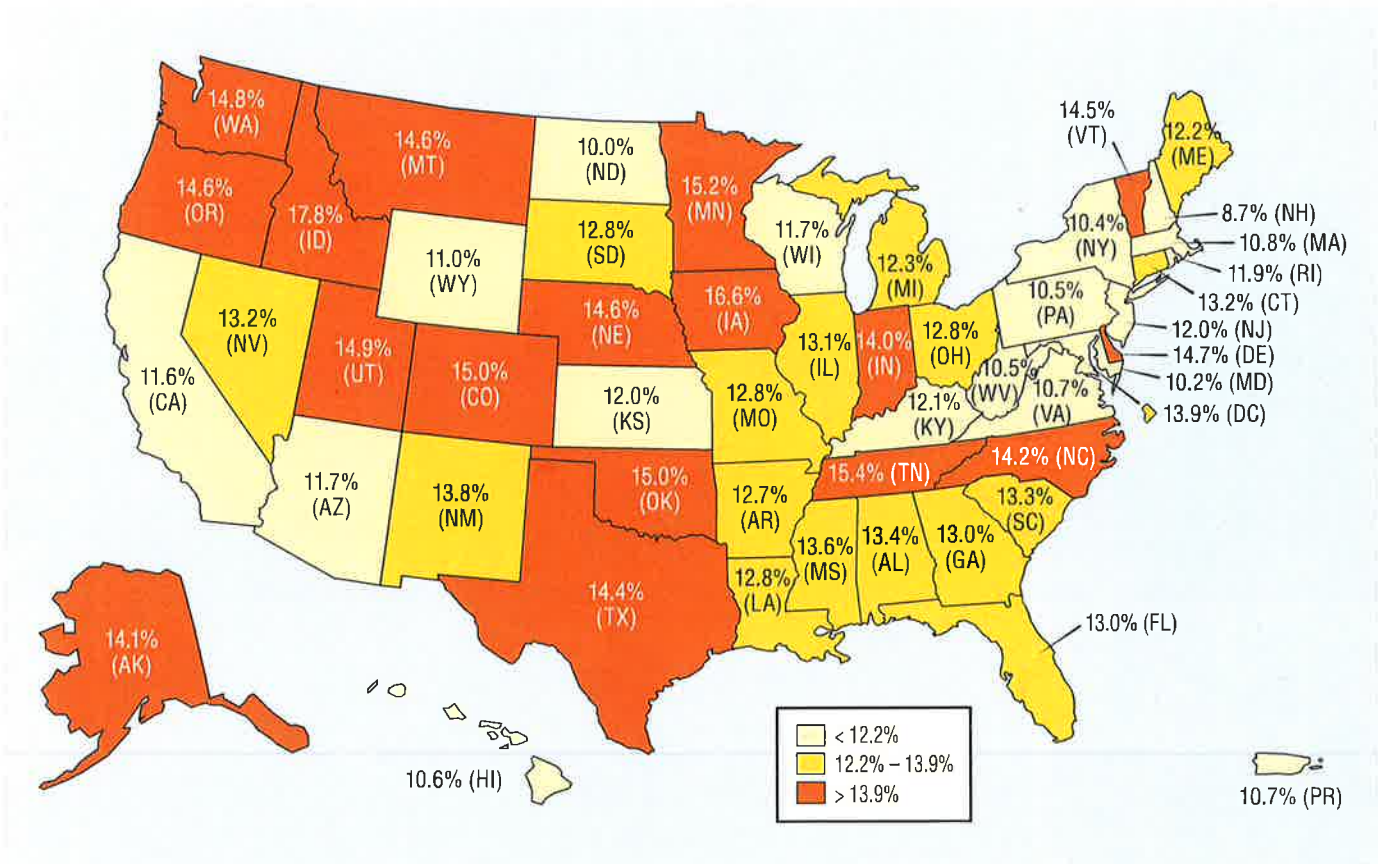 14.8%
(WA)
14.6%
(MT)
10.0%
(ND)
14.5%
(VT)
12.2%
(ME)
14.6%
(OR)
17.8%
(ID)
15.2%
(MN)
12.8%
(SD)
11.7%
(WI)
10.4%
(NY)
8.7% (NH)
10.8% (MA)
11.9% (RI)
13.2% (CT)
12.0% (NJ)
14.7% (DE)
10.2% (MD)
13.9% (DC)
11.0%
(WY)
12.3%
(MI)
13.2%
(NV)
14.6%
(NE)
16.6%
(IA)
10.5%
(PA)
14.9%
(UT)
15.0%
(CO)
13.1%
(IL)
14.0%
(IN)
12.8%
(OH)
11.6%
(CA)
12.0%
(KS)
12.8%
(MO)
12.1%
(KY)
10.5%
(WV)
10.7%
(VA)
11.7%
(AZ)
13.8%
(NM)
15.0%
(OK)
12.7%
(AR)
15.4% (TN)
14.2% (NC)
13.3%
(SC)
14.4%
(TX)
12.8%
(LA)
13.6%
(MS)
13.4%
(AL)
13.0%
(GA)
13.0% (FL)
14.1%
(AK)
10.6% (HI)
< 12.2%
12.2% – 13.9%
> 13.9%
10.7% (PR)